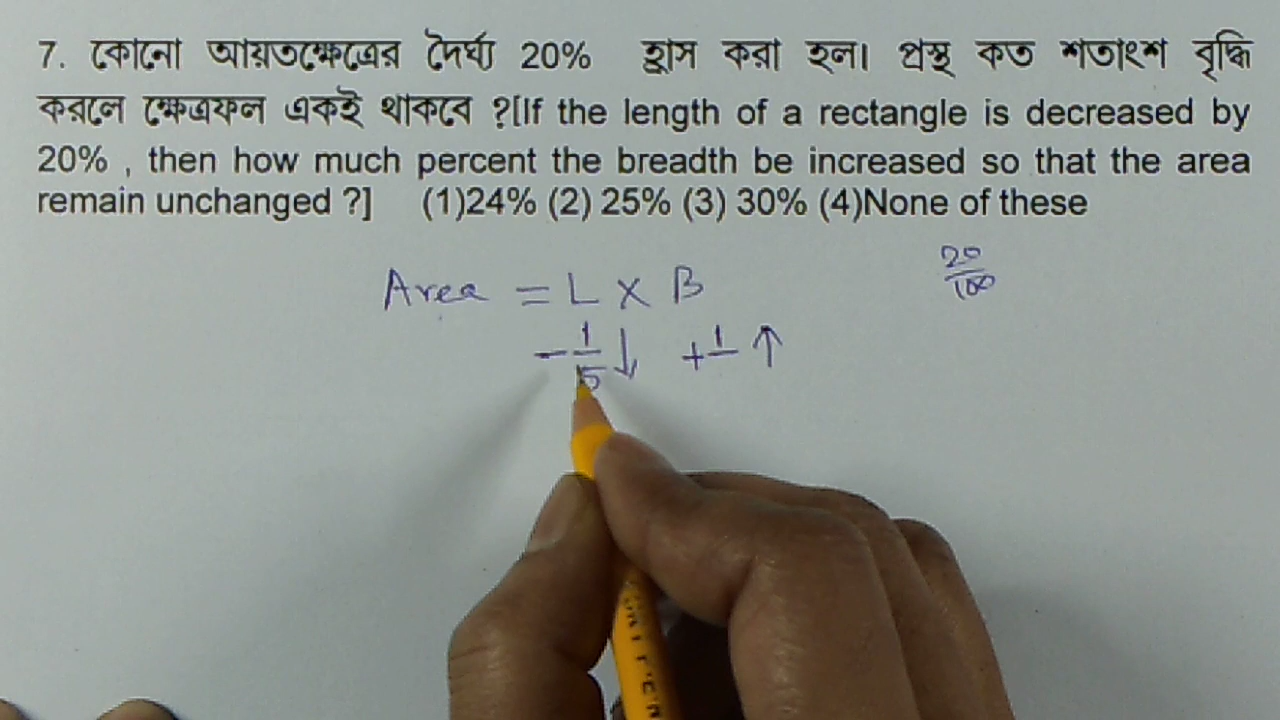 7. কোনো আয়তক্ষেত্রের দৈর্ঘ্য 20% হ্রাস করা হল। প্রস্থ কত শতাংশ বৃদ্ধি
করলে ক্ষেত্রফল একই থাকবে ?[If the length of a rectangle is decreased by
20% , then how much percent the breadth be increased so that the area
remain unchanged ?] (1)24% (2) 25% (3) 30% (4)None of these
20
100
Area = L × B
- 1 ↓ + 1 ↑
5